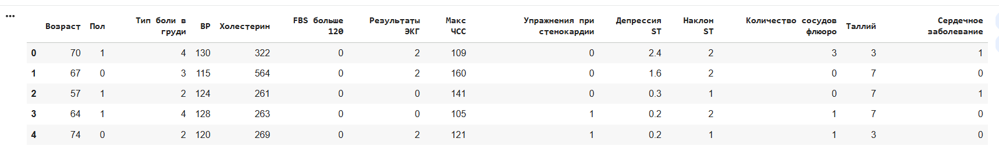 Возраст Пол Тип боли в груди BP Холестерин FBS больше 120 Результаты ЭКГ Макс ЧСС Упражнения при стенокардии Депрессия ST Наклон ST Количество сосудов флюоро Таллий Сердечное заболевание
0 70 1 4 130 322 0 2 109 0 2.4 2 3 3 1
1 67 0 3 115 564 0 2 160 0 1.6 2 0 7 0
2 57 1 2 124 261 0 0 141 0 0.3 1 0 7 1
3 64 1 4 128 263 0 0 105 1 0.2 2 1 7 0
4 74 0 2 120 269 0 2 121 1 0.2 1 1 3 0